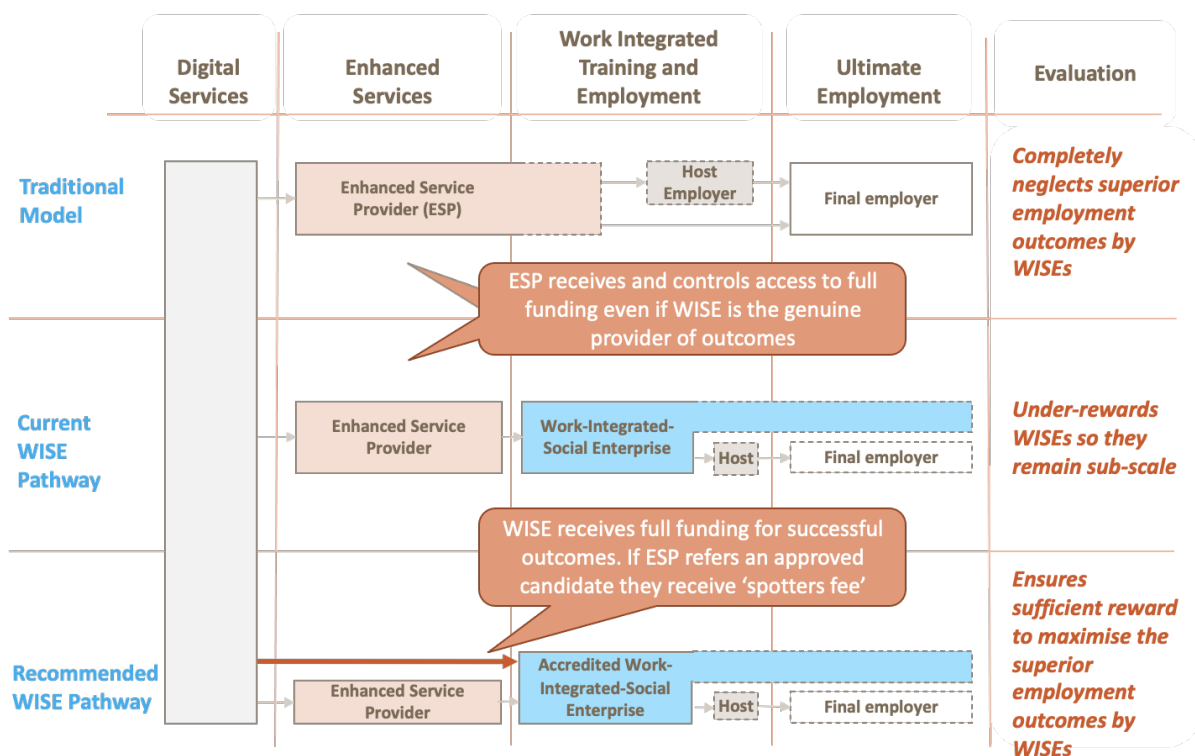 Digital
Services
Enhanced
Services
Work Integrated
Training and
Employment
Ultimate
Employment
Evaluation
Traditional
Model
Enhanced Service
Provider (ESP)
Host
Employer
Final employer
Completely
neglects superior
employment
outcomes by
WISEs
ESP receives and controls access to full
funding even if WISE is the genuine
provider of outcomes
Current
WISE
Pathway
Enhanced Service
Provider
Work-Integrated-
Social Enterprise
Host
Final employer
Under-rewards
WISEs so they
remain sub-scale
WISE receives full funding for successful
outcomes. If ESP refers an approved
candidate they receive ‘spotters fee’
Recommended
WISE Pathway
Enhanced Service
Provider
Accredited Work-
Integrated-Social
Enterprise
Host
Final employer
Ensures
sufficient reward
to maximise the
superior
employment
outcomes by
WISEs